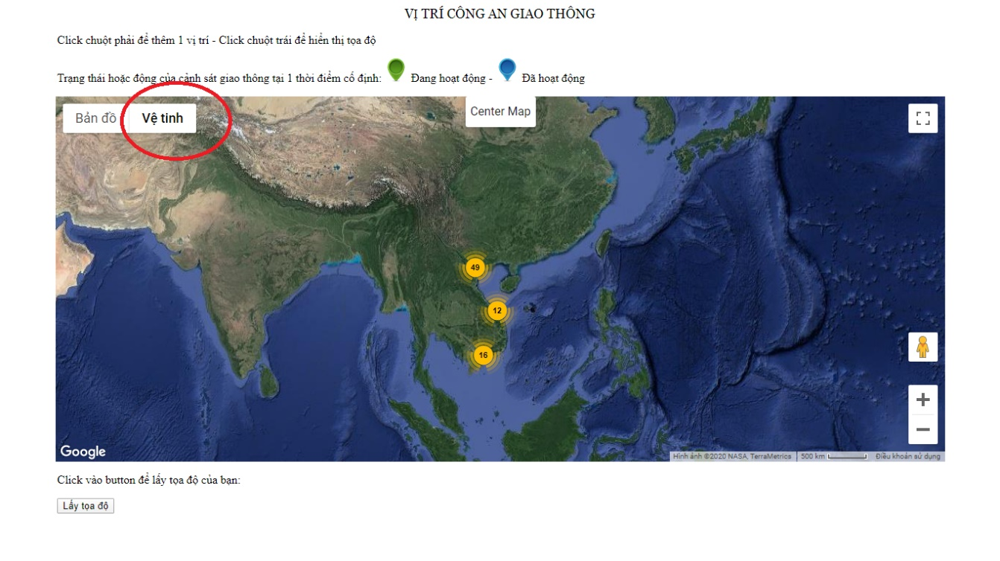 VỊ TRÍ CÔNG AN GIAO THÔNG
Click chuột phải để thêm 1 vị trí - Click chuột trái để hiển thị tọa độ
Trạng thái hoặc động của cảnh sát giao thông tại 1 thời điểm cố định: Đang hoạt động - Đã hoạt động
Bản đồ Vệ tinh Center Map
49
12
16
Google
Hình ảnh ©2020 NASA, TerraMetrics 500 km Điều khoản sử dụng
Click vào button để lấy tọa độ của bạn:
Lấy tọa độ